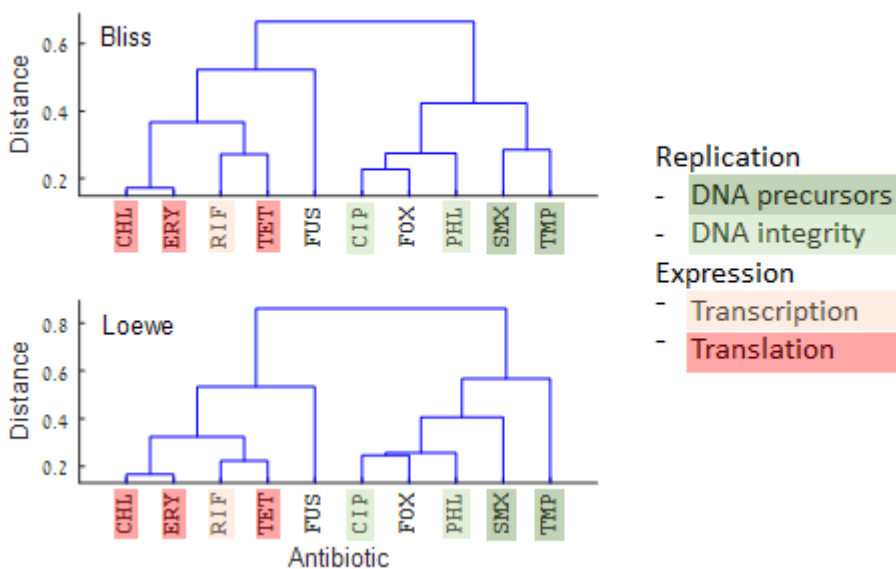 Bliss
Distance
0.6
0.4
0.2
CHL ERY RIF TET FUS CIP FOX PHL SMX TMP
Loewe
Distance
0.8
0.6
0.4
0.2
CHL ERY RIF TET FUS CIP FOX PHL SMX TMP
Antibiotic
Replication
- DNA precursors
- DNA integrity
Expression
- Transcription
- Translation